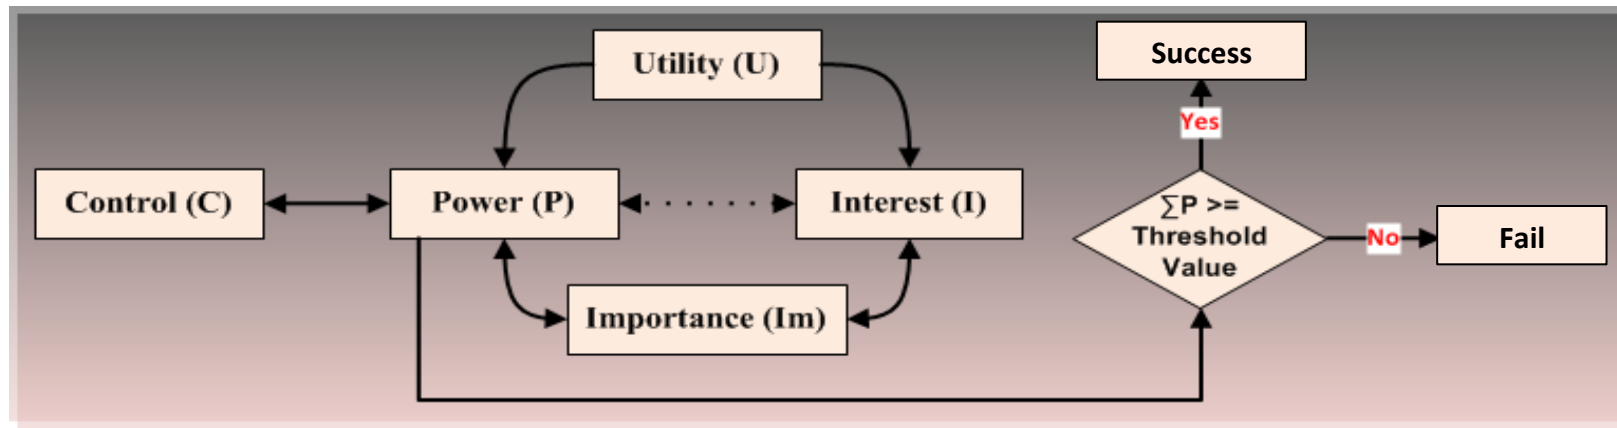 Utility (U)
Success
Yes
Control (C)
Power (P)
Interest (I)
∑P >=
Threshold
Value
No
Fail
Importance (Im)